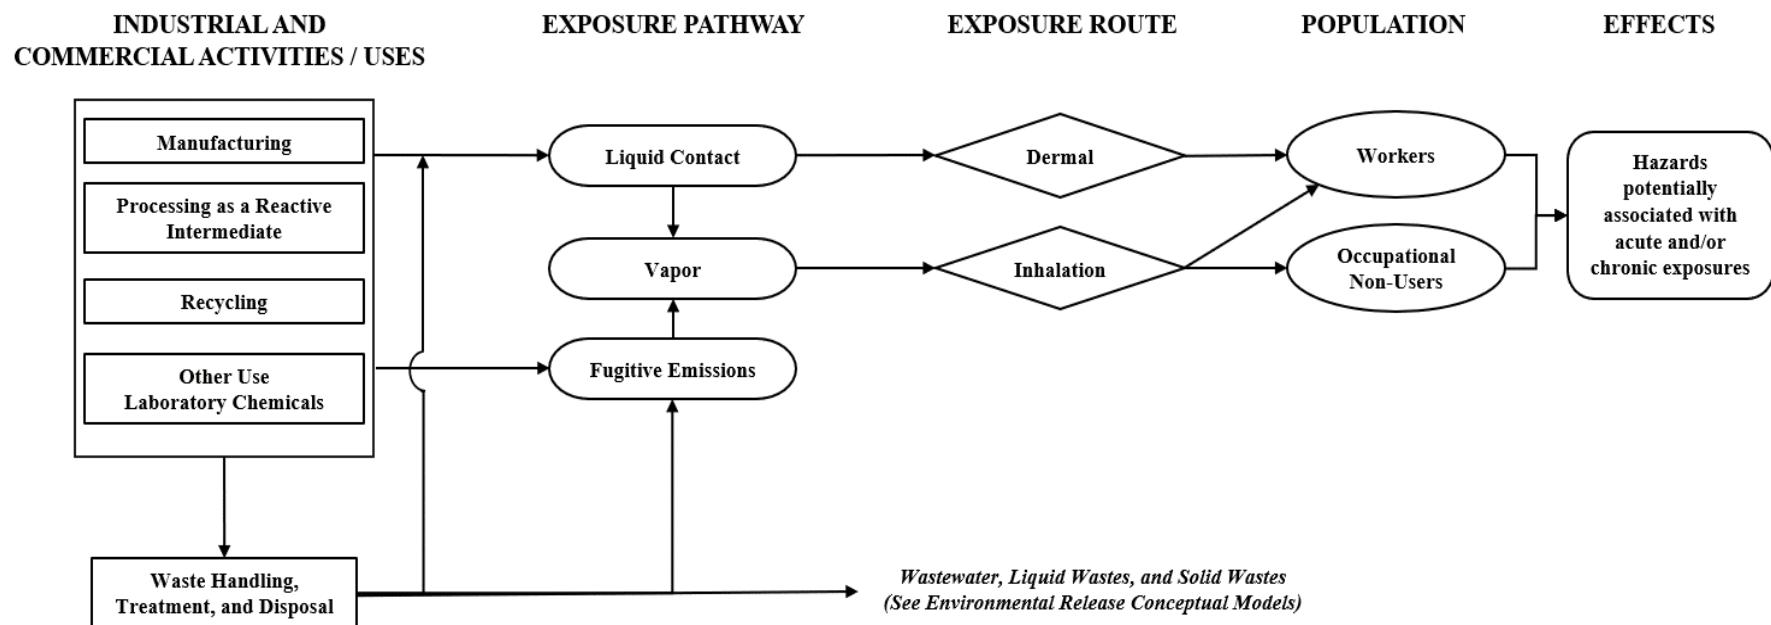 INDUSTRIAL AND
COMMERCIAL ACTIVITIES / USES
EXPOSURE PATHWAY
EXPOSURE ROUTE
POPULATION
EFFECTS
Manufacturing
Processing as a Reactive
Intermediate
Recycling
Other Use
Laboratory Chemicals
Waste Handling,
Treatment, and Disposal
Liquid Contact
Vapor
Fugitive Emissions
Dermal
Inhalation
Workers
Occupational
Non-Users
Hazards
potentially
associated with
acute and/or
chronic exposures
Wastewater, Liquid Wastes, and Solid Wastes
(See Environmental Release Conceptual Models)